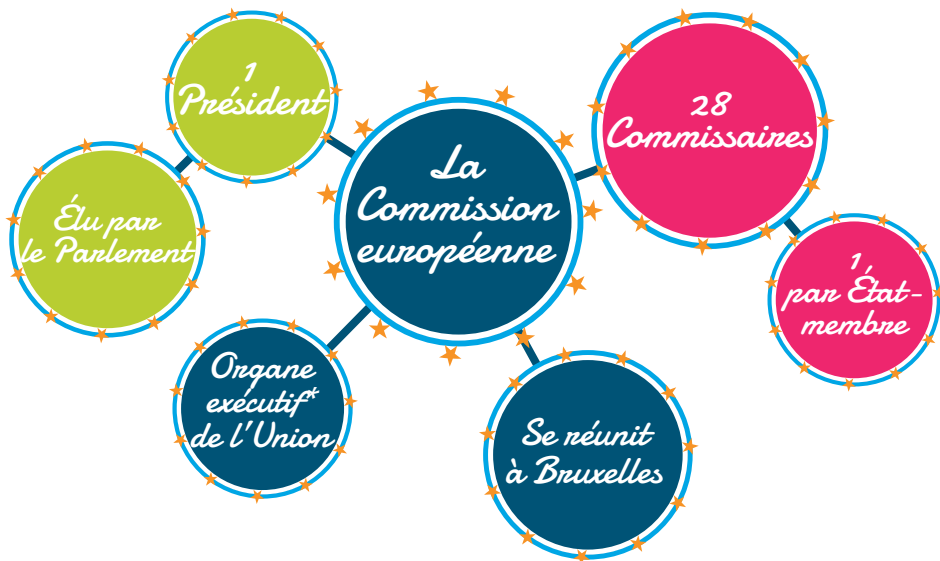 1
Président
Élu par
le Parlement
La
Commission
européenne
28
Commissaires
1
par État-
membre
Organe
exécutif*
de l'Union
Se réunit
à Bruxelles